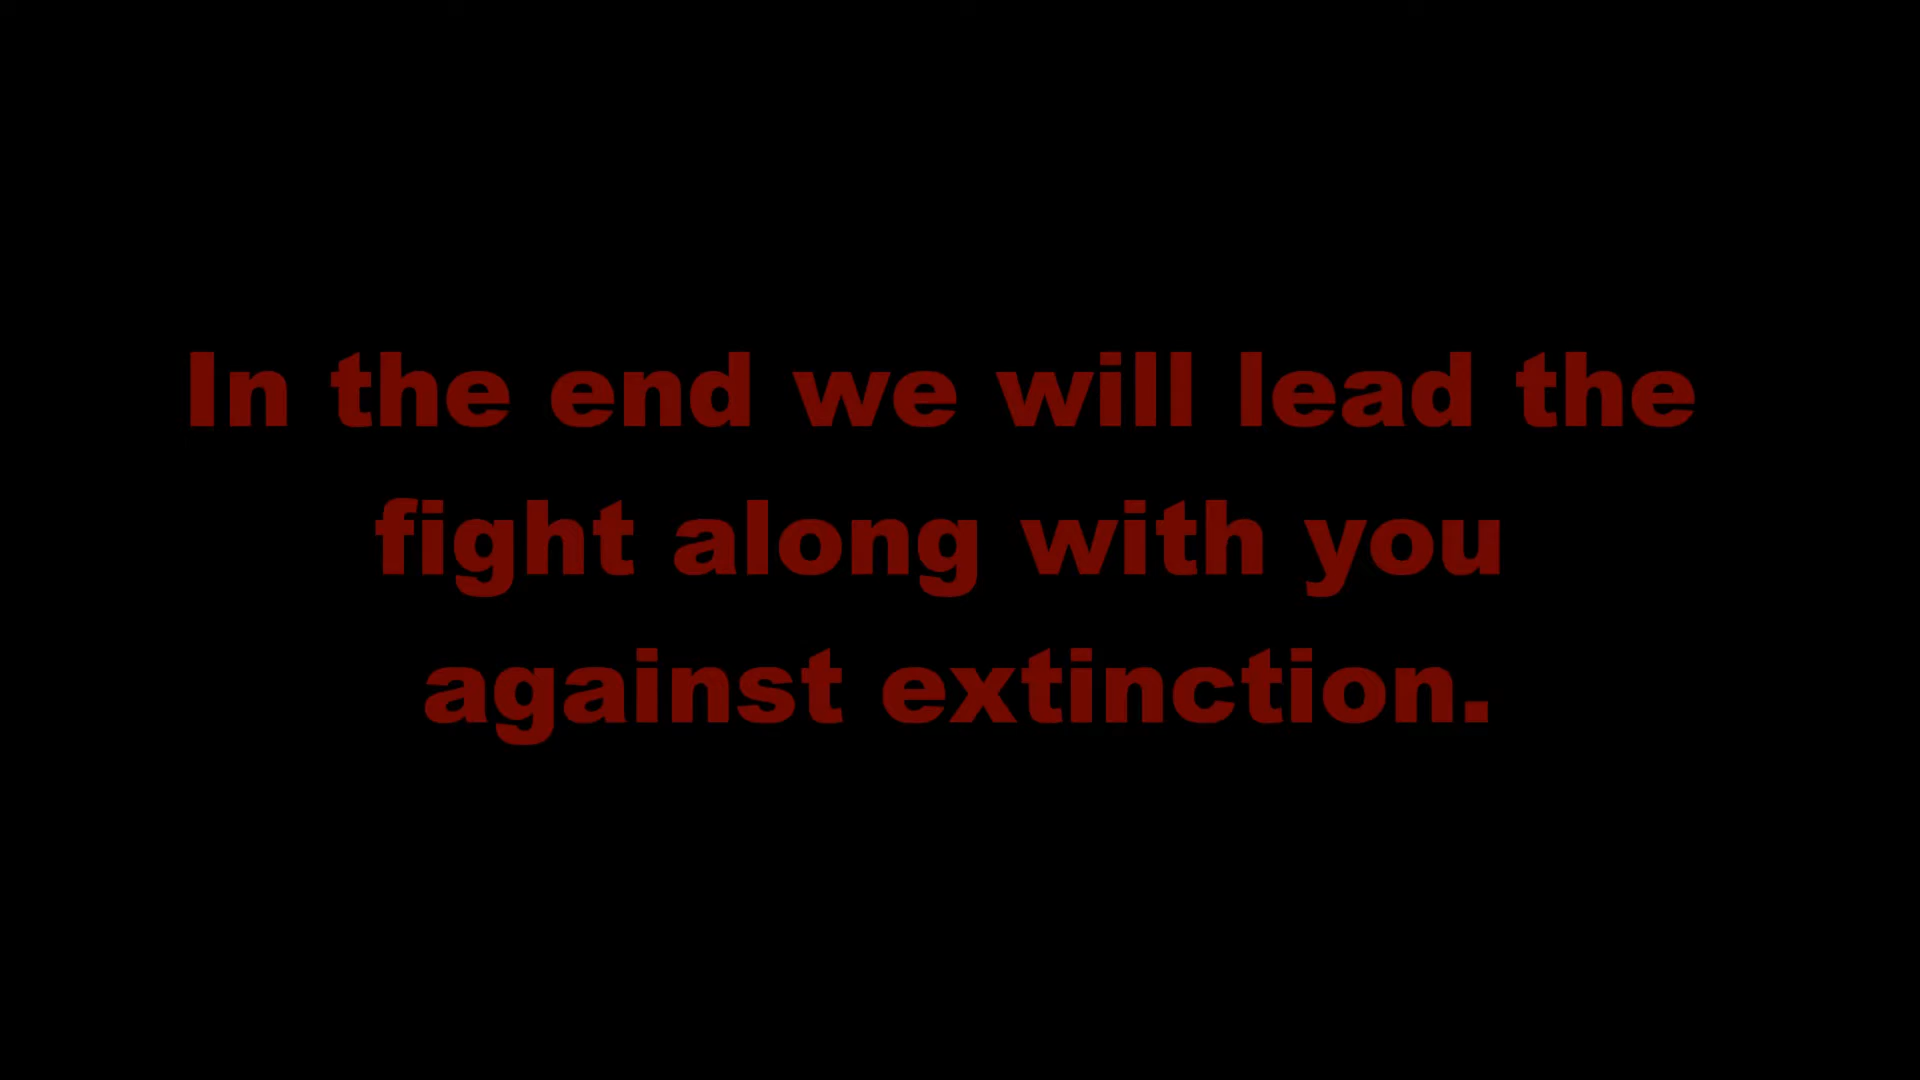 In the end we will lead the
fight along with you
against extinction.